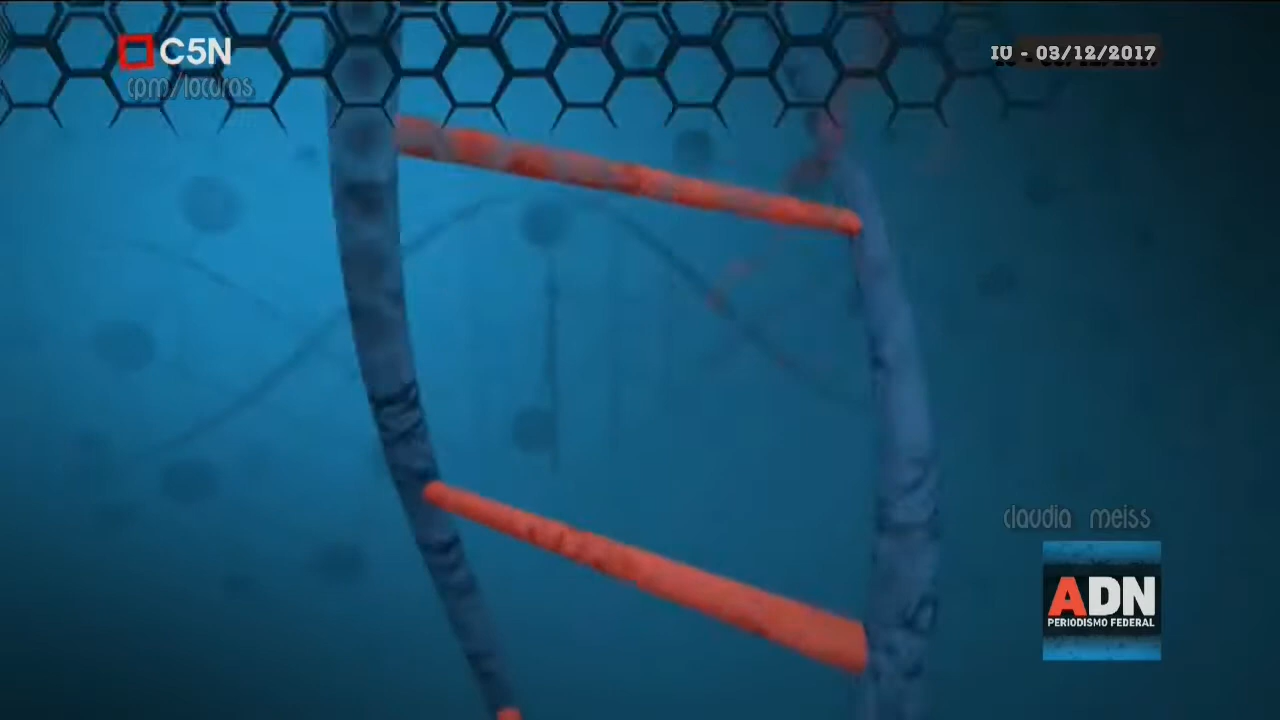 C5N
cpm/locuras
IU - 03/12/2017
claudia meiss
ADN
PERIODISMO FEDERAL